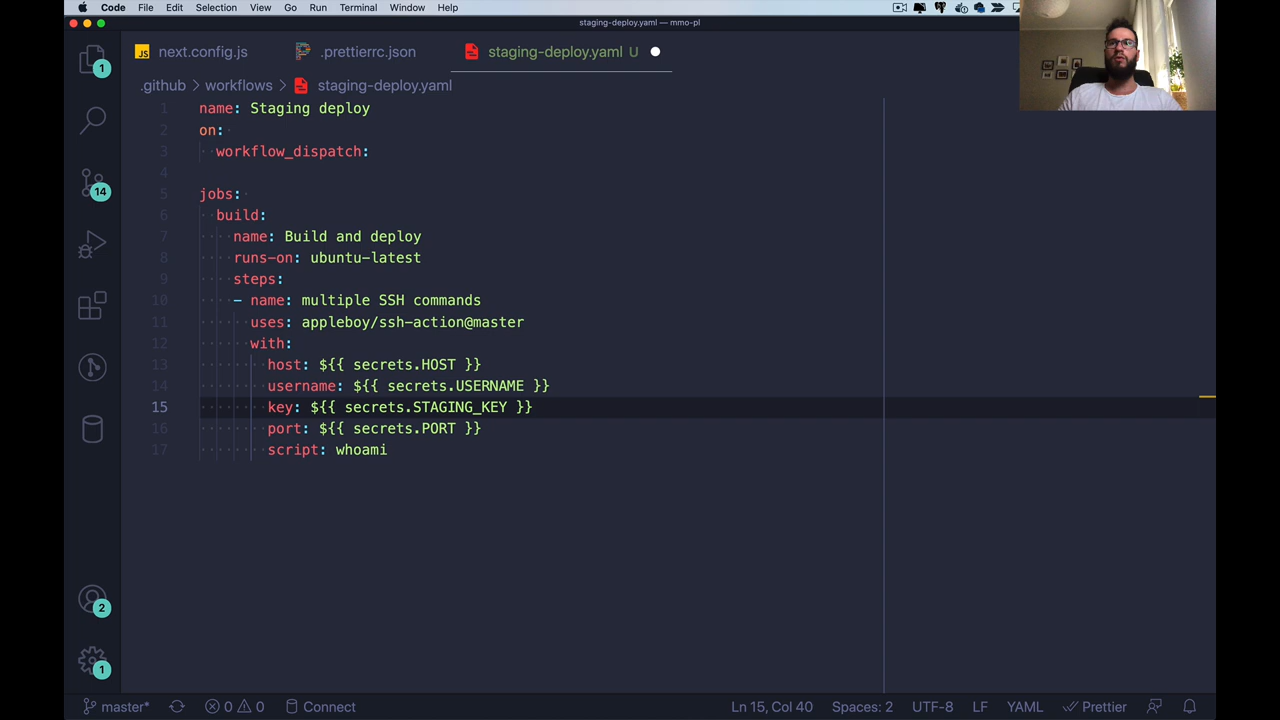 Code File Edit Selection View Go Run Terminal Window Help
staging-deploy.yaml — mmo-pl
JS next.config.js .prettierrc.json staging-deploy.yaml U
.github > workflows > staging-deploy.yaml
1 name: Staging deploy
2 on:
3 workflow_dispatch:
4
5 jobs:
6 build:
7 name: Build and deploy
8 runs-on: ubuntu-latest
9 steps:
10 - name: multiple SSH commands
11 uses: appleboy/ssh-action@master
12 with:
13 host: ${{ secrets.HOST }}
14 username: ${{ secrets.USERNAME }}
15 key: ${{ secrets.STAGING_KEY }}
16 port: ${{ secrets.PORT }}
17 script: whoami
1
14
2
1
master* 0 0 Connect Ln 15, Col 40 Spaces: 2 UTF-8 LF YAML Prettier